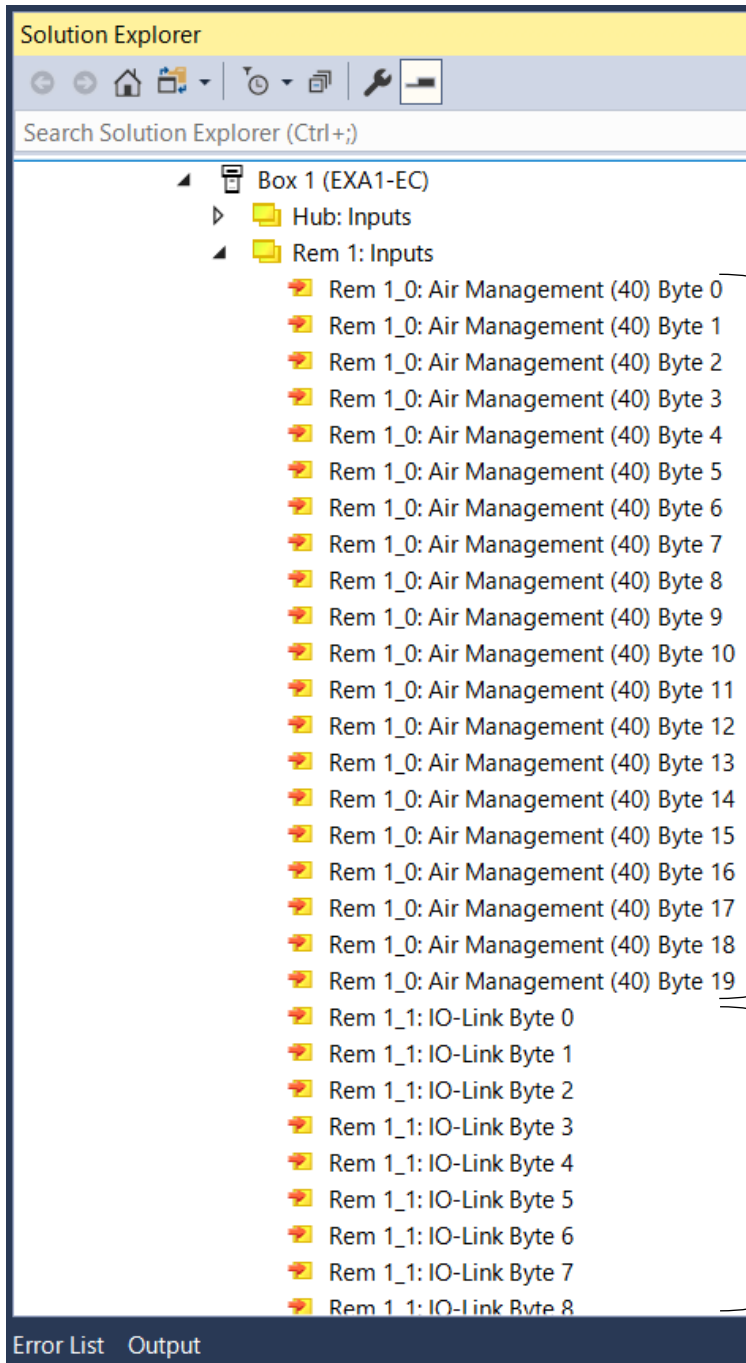 Solution Explorer
Search Solution Explorer (Ctrl+;)
Box 1 (EXA1-EC)
Hub: Inputs
Rem 1: Inputs
Rem 1_0: Air Management (40) Byte 0
Rem 1_0: Air Management (40) Byte 1
Rem 1_0: Air Management (40) Byte 2
Rem 1_0: Air Management (40) Byte 3
Rem 1_0: Air Management (40) Byte 4
Rem 1_0: Air Management (40) Byte 5
Rem 1_0: Air Management (40) Byte 6
Rem 1_0: Air Management (40) Byte 7
Rem 1_0: Air Management (40) Byte 8
Rem 1_0: Air Management (40) Byte 9
Rem 1_0: Air Management (40) Byte 10
Rem 1_0: Air Management (40) Byte 11
Rem 1_0: Air Management (40) Byte 12
Rem 1_0: Air Management (40) Byte 13
Rem 1_0: Air Management (40) Byte 14
Rem 1_0: Air Management (40) Byte 15
Rem 1_0: Air Management (40) Byte 16
Rem 1_0: Air Management (40) Byte 17
Rem 1_0: Air Management (40) Byte 18
Rem 1_0: Air Management (40) Byte 19
Rem 1_1: IO-Link Byte 0
Rem 1_1: IO-Link Byte 1
Rem 1_1: IO-Link Byte 2
Rem 1_1: IO-Link Byte 3
Rem 1_1: IO-Link Byte 4
Rem 1_1: IO-Link Byte 5
Rem 1_1: IO-Link Byte 6
Rem 1_1: IO-Link Byte 7
Rem 1_1: IO-Link Byte 8
Error List Output